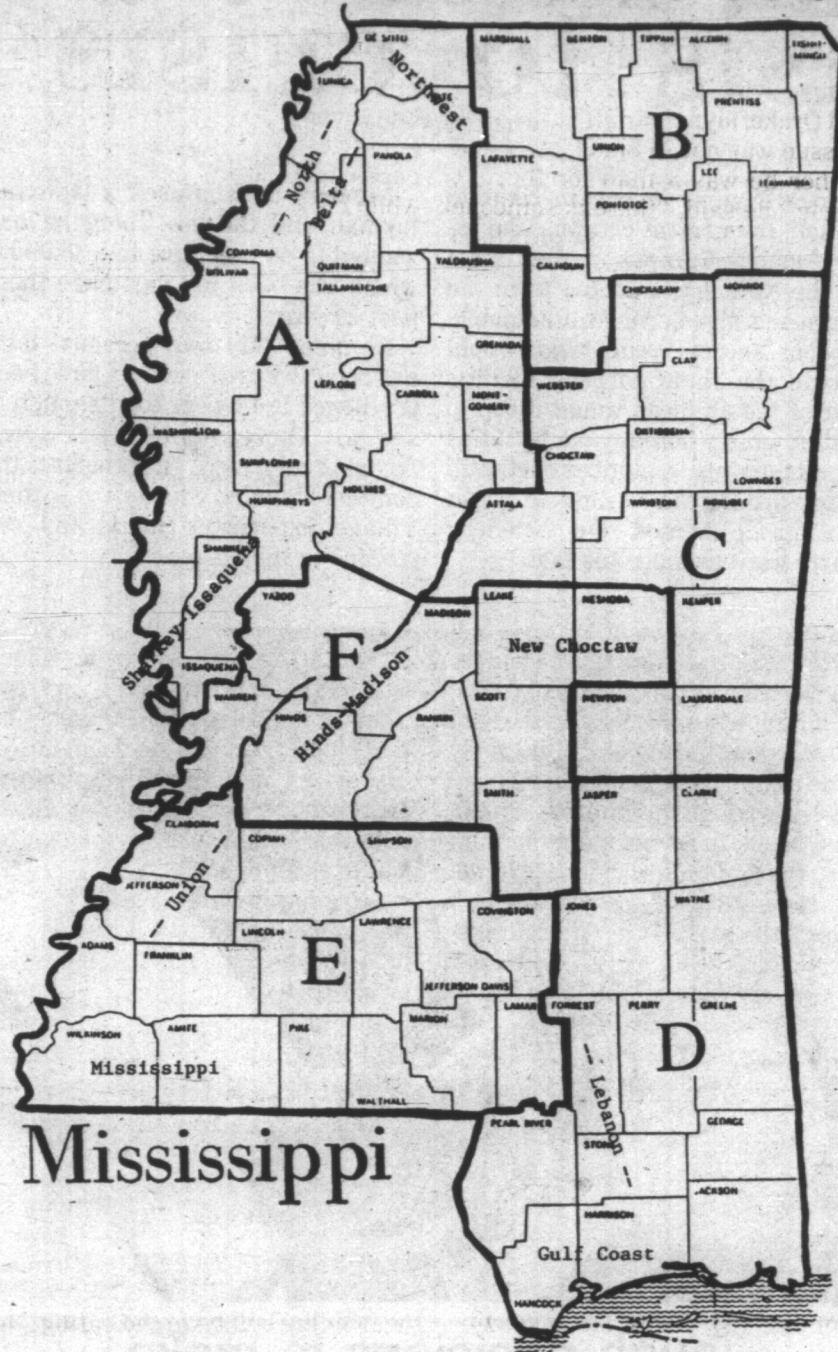 DE SOTO
MARSHALL
BENTON
TIPPAH
ALCORN
TISHO-
MINGO
TUNICA
Northwest
PRENTISS
B
PANOLA
LAFAYETTE
UNION
LEE
ITAWAMBA
North
Delta
PONTOTOC
COAHOMA
BOLIVAR
QUITMAN
YALOBUSHA
CALHOUN
TALLAHATCHIE
CHICKASAW
MONROE
A
GRENADA
CLAY
LEFLORE
CARROLL
MONT-
GOMERY
WEBSTER
WASHINGTON
OKTIBBEHA
SUNFLOWER
CHOCTAW
LOWNDES
HUMPHREYS
HOLMES
ATTALA
WINSTON
NOXUBEE
C
SHARKEY
Sharkey-Issaquena
YAZOO
MADISON
LEAKE
NESHOBA
KEMPER
F
New Choctaw
ISSAQUENA
WARREN
HINDS
Hinds-Madison
RANKIN
SCOTT
NEWTON
LAUDERDALE
SMITH
JASPER
CLARKE
CLAIBORNE
COPIAH
SIMPSON
JEFFERSON
Union
COVINGTON
JONES
WAYNE
LINCOLN
LAWRENCE
ADAMS
FRANKLIN
E
JEFFERSON DAVIS
LAMAR
FORREST
PERRY
GREENE
MARION
WILKINSON
AMITE
PIKE
D
Mississippi
WALTHALL
Lebanon
PEARL RIVER
GEORGE
STONE
Mississippi
JACKSON
HARRISON
Gulf Coast
HANCOCK